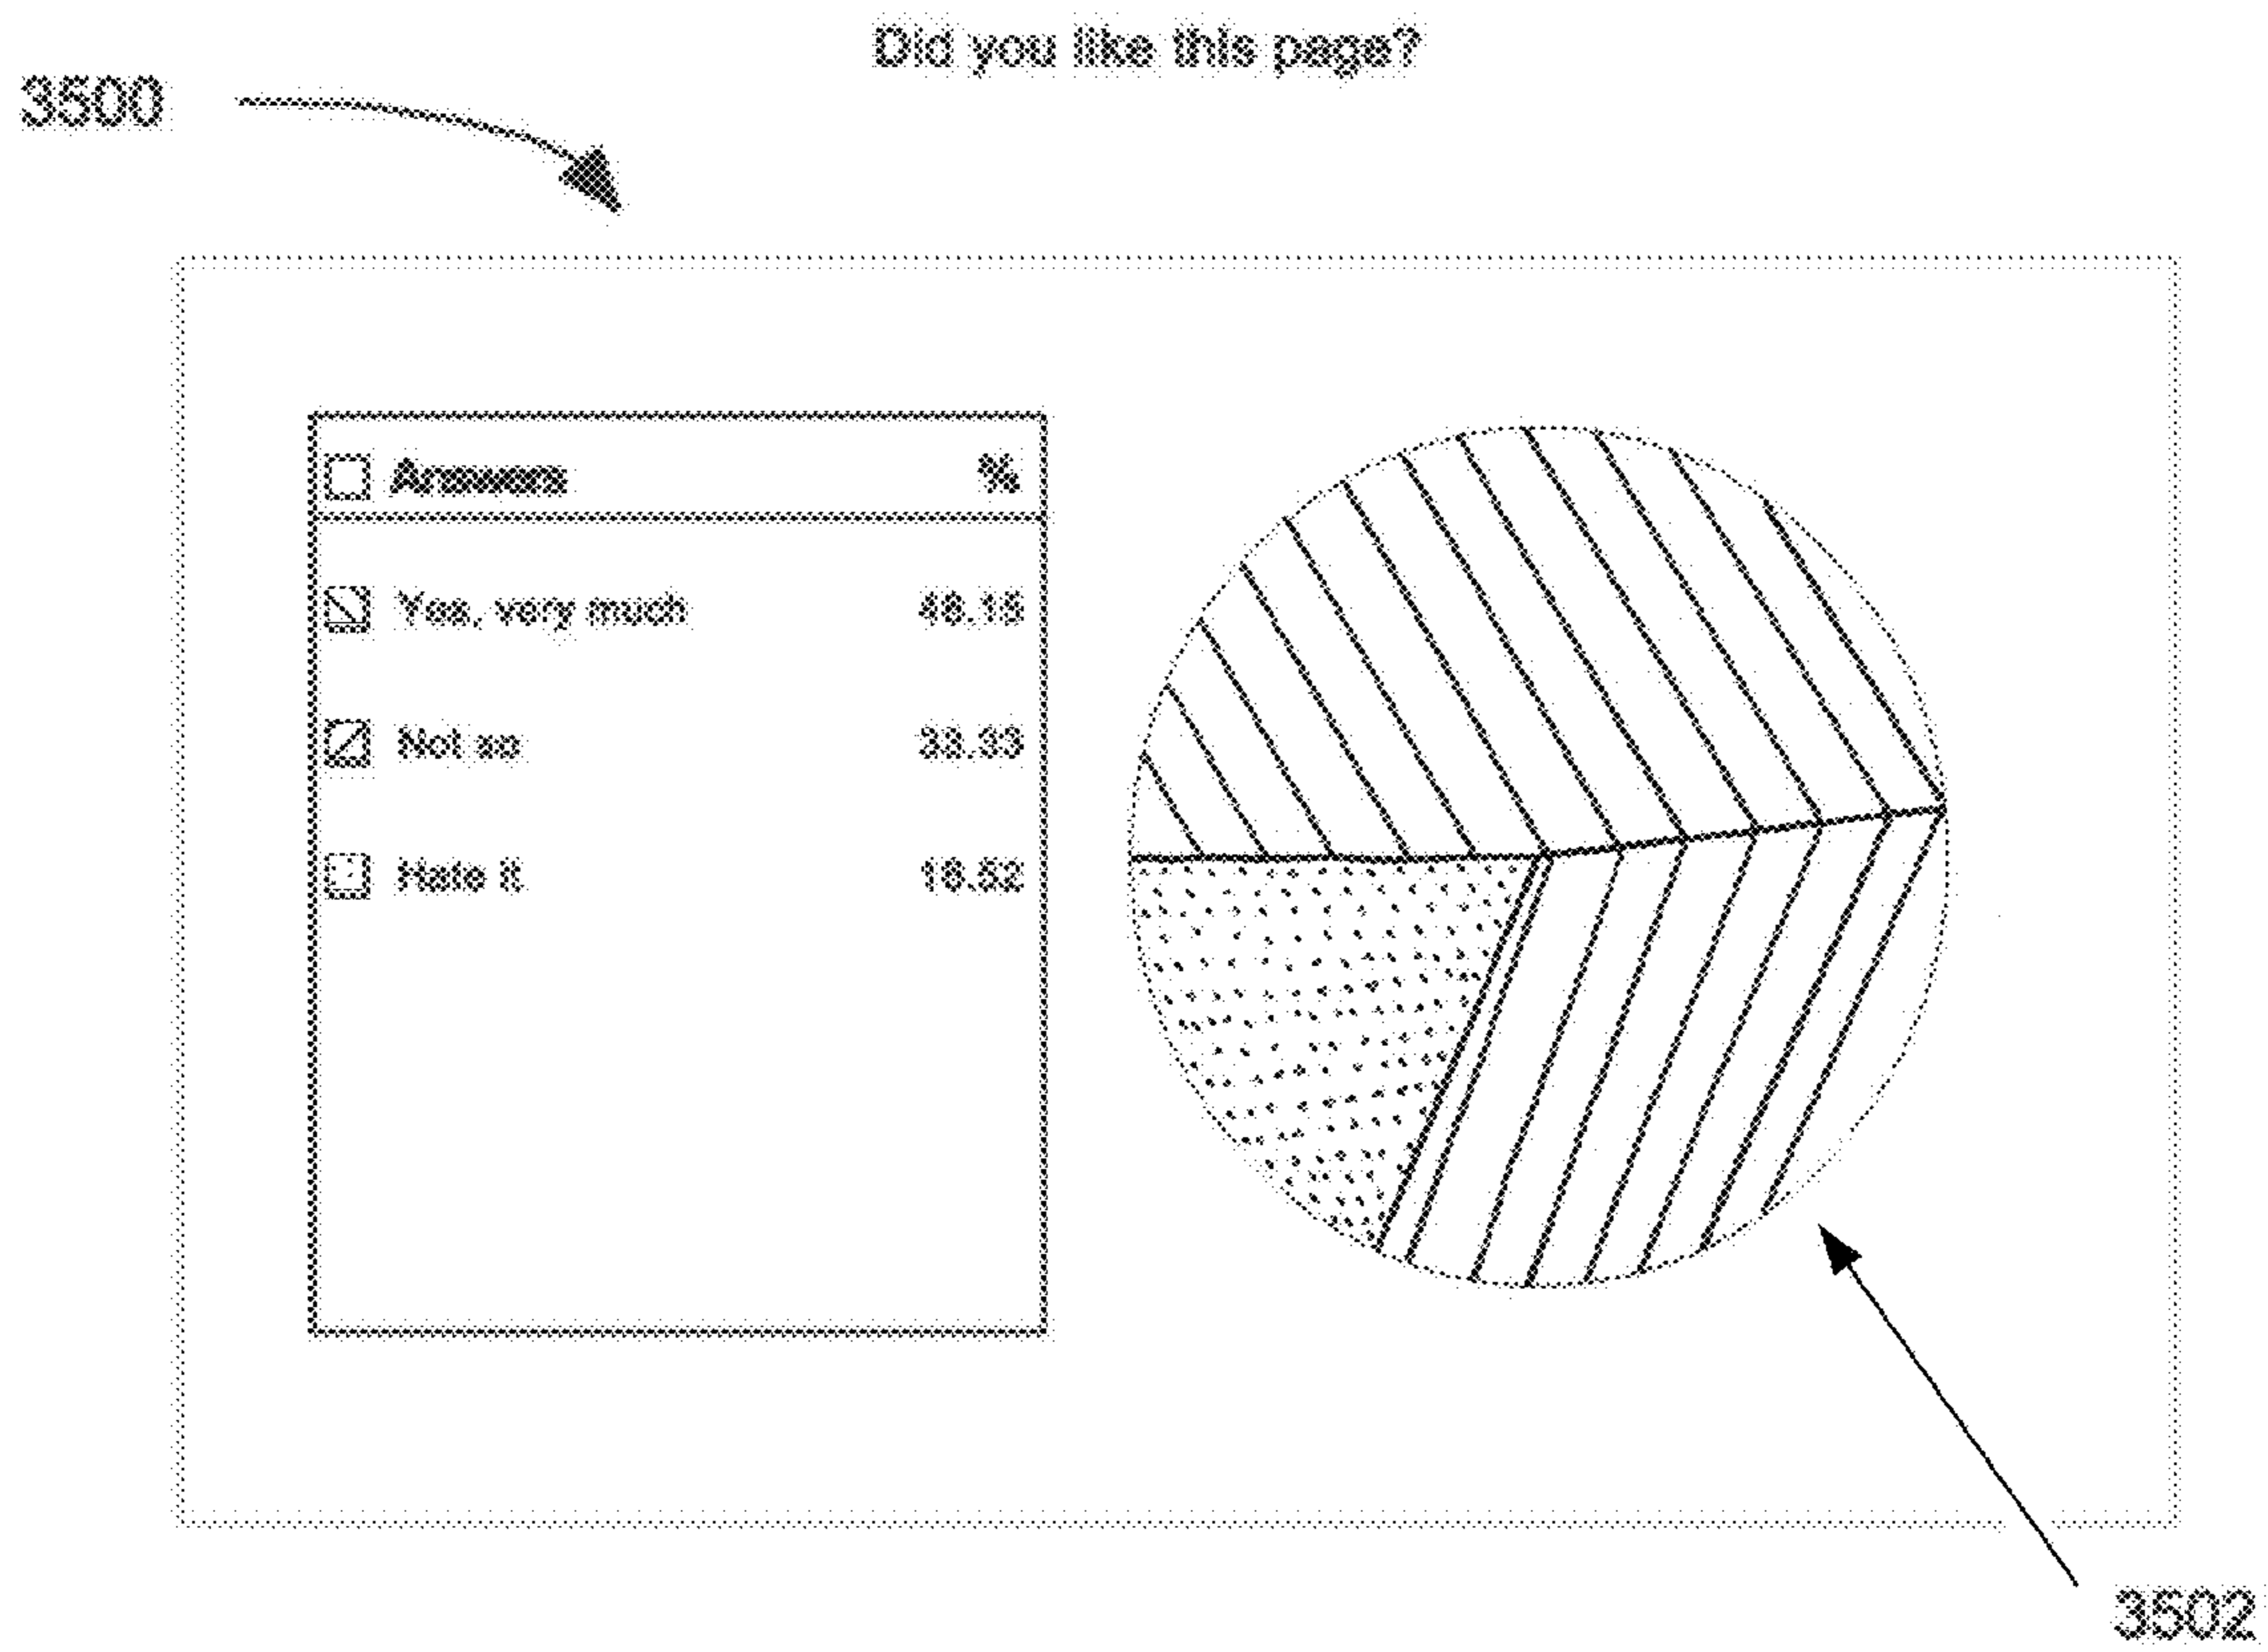 Did you like this page?
3500
Answers %
Yes, very much 48.15
Not so 33.33
Hate it 18.52
3502